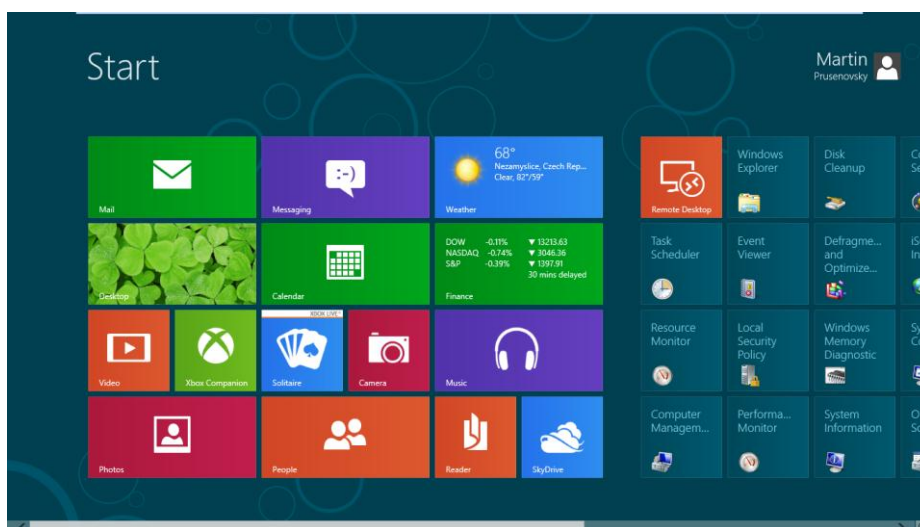 Start
Martin
Prusenovsky
Mail
Messaging
68°
Nezamyslice, Czech Rep...
Clear, 82°/59°
Weather
Desktop
Calendar
DOW -0.11% ▼ 13213.63
NASDAQ -0.74% ▼ 3046.36
S&P -0.39% ▼ 1397.91
30 mins delayed
Finance
Video
Xbox Companion
XBOX LIVE
Solitaire
Camera
Music
Photos
People
Reader
SkyDrive
Remote Desktop
Windows
Explorer
Disk
Cleanup
Task
Scheduler
Event
Viewer
Defragme...
and
Optimize...
Resource
Monitor
Local
Security
Policy
Windows
Memory
Diagnostic
Computer
Managem...
Performa...
Monitor
System
Information